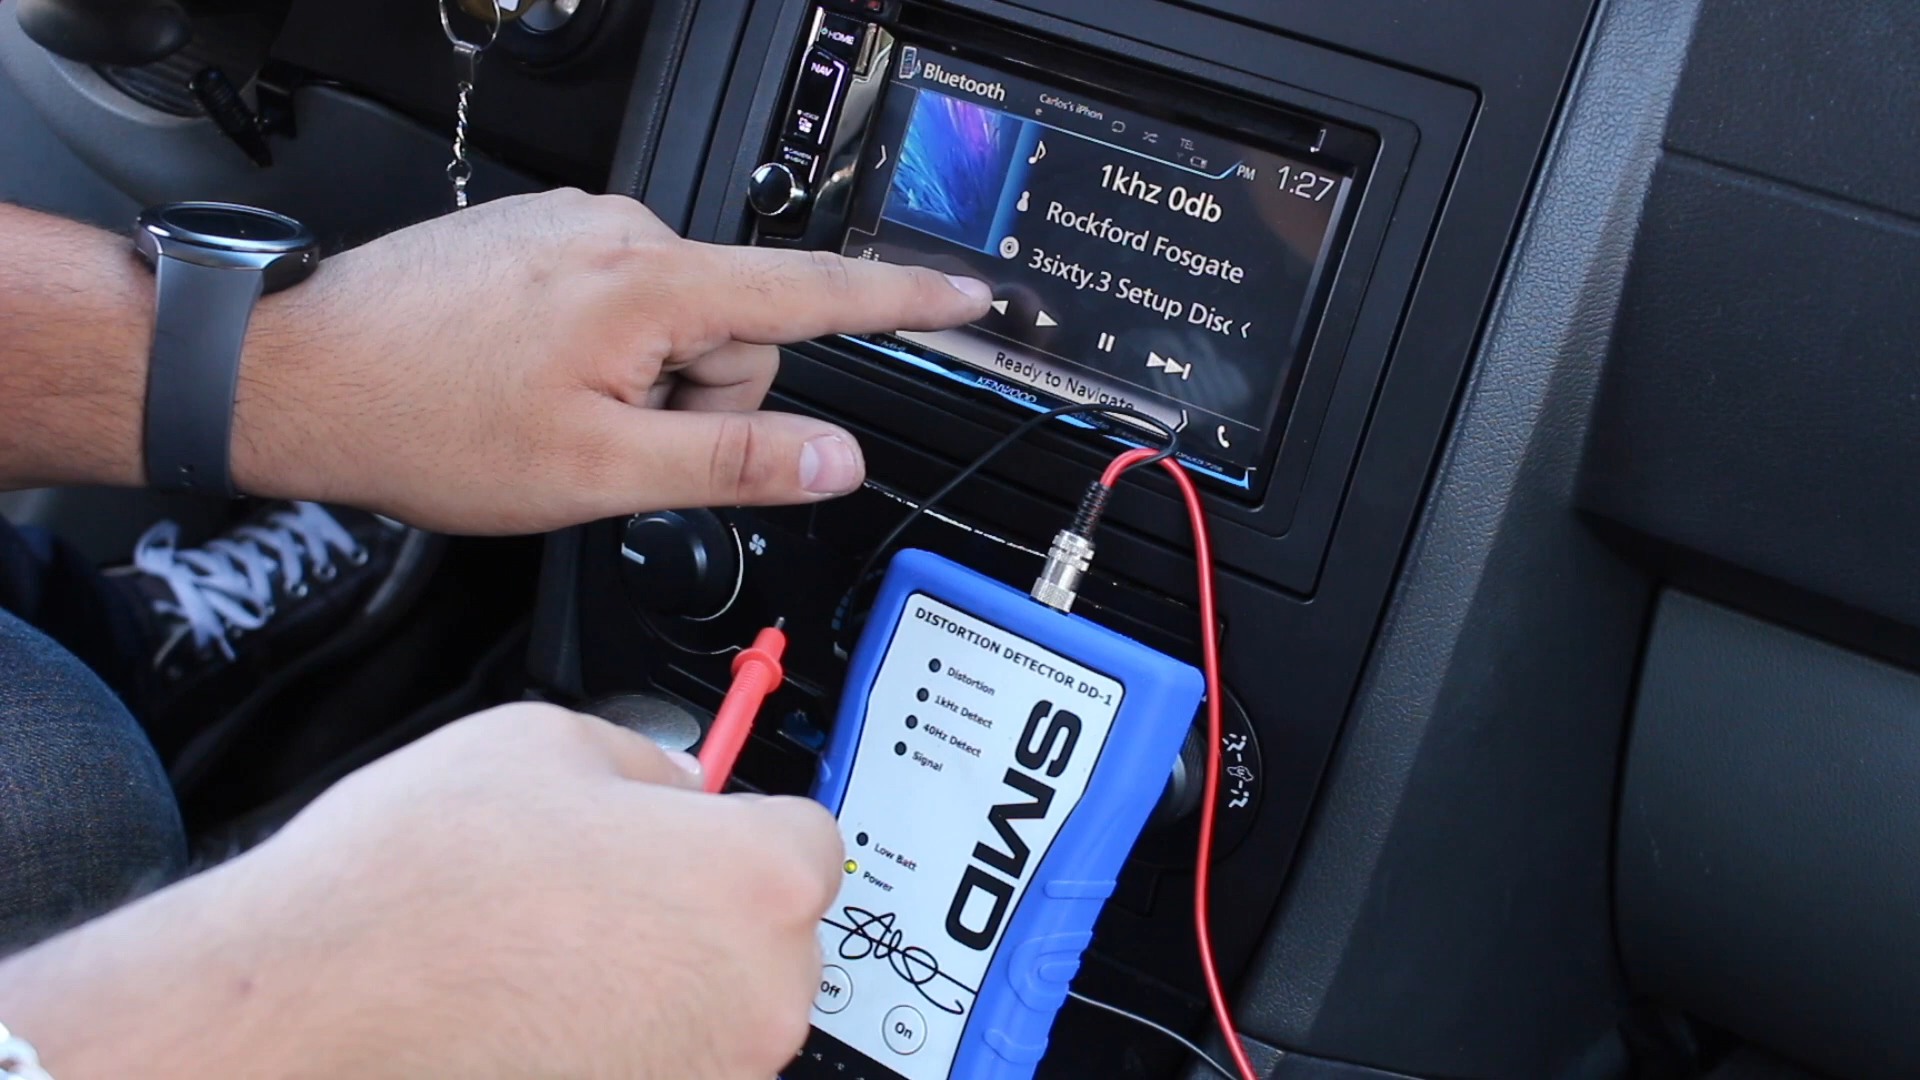 HOME
NAV
Bluetooth
Carlos's iPhon
e
TEL
PM 1:27
1khz 0db
Rockford Fosgate
3sixty.3 Setup Disc
Ready to Navigate
KENWOOD
DISTORTION DETECTOR DD-1
Distortion
1kHz Detect
40Hz Detect
Signal
SMD
Low Batt
Power
Off
On